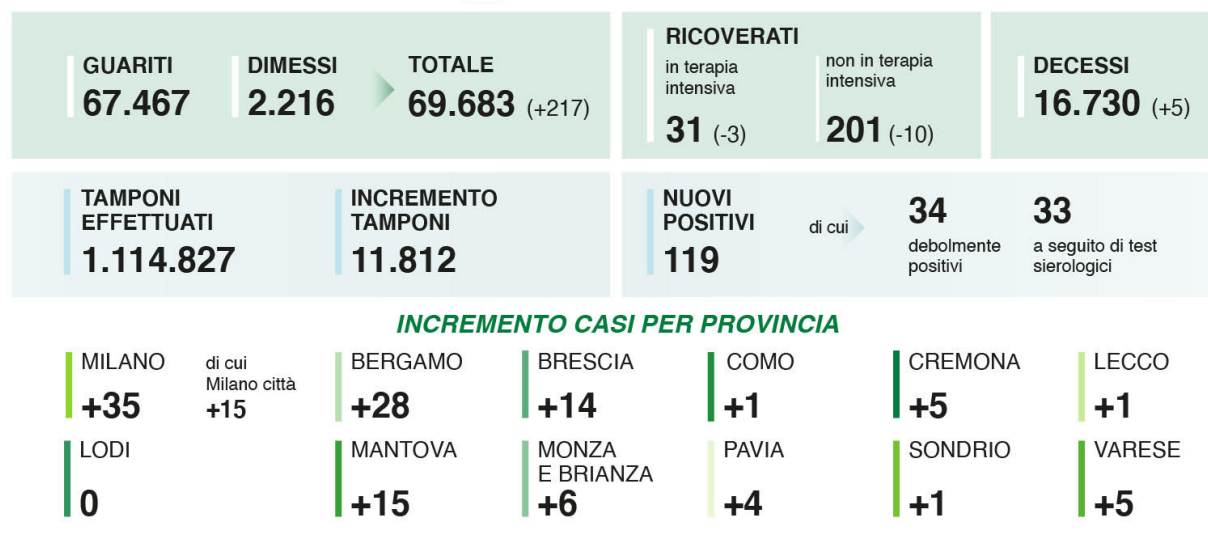 GUARITI
67.467
DIMESSI
2.216
TOTALE
69.683 (+217)
RICOVERATI
in terapia
intensiva
31 (-3)
non in terapia
intensiva
201 (-10)
DECESSI
16.730 (+5)
TAMPONI
EFFETTUATI
1.114.827
INCREMENTO
TAMPONI
11.812
NUOVI
POSITIVI
119
di cui
34
debolmente
positivi
33
a seguito di test
sierologici
INCREMENTO CASI PER PROVINCIA
MILANO
+35
di cui
Milano città
+15
BERGAMO
+28
BRESCIA
+14
COMO
+1
CREMONA
+5
LECCO
+1
LODI
0
MANTOVA
+15
MONZA
E BRIANZA
+6
PAVIA
+4
SONDRIO
+1
VARESE
+5